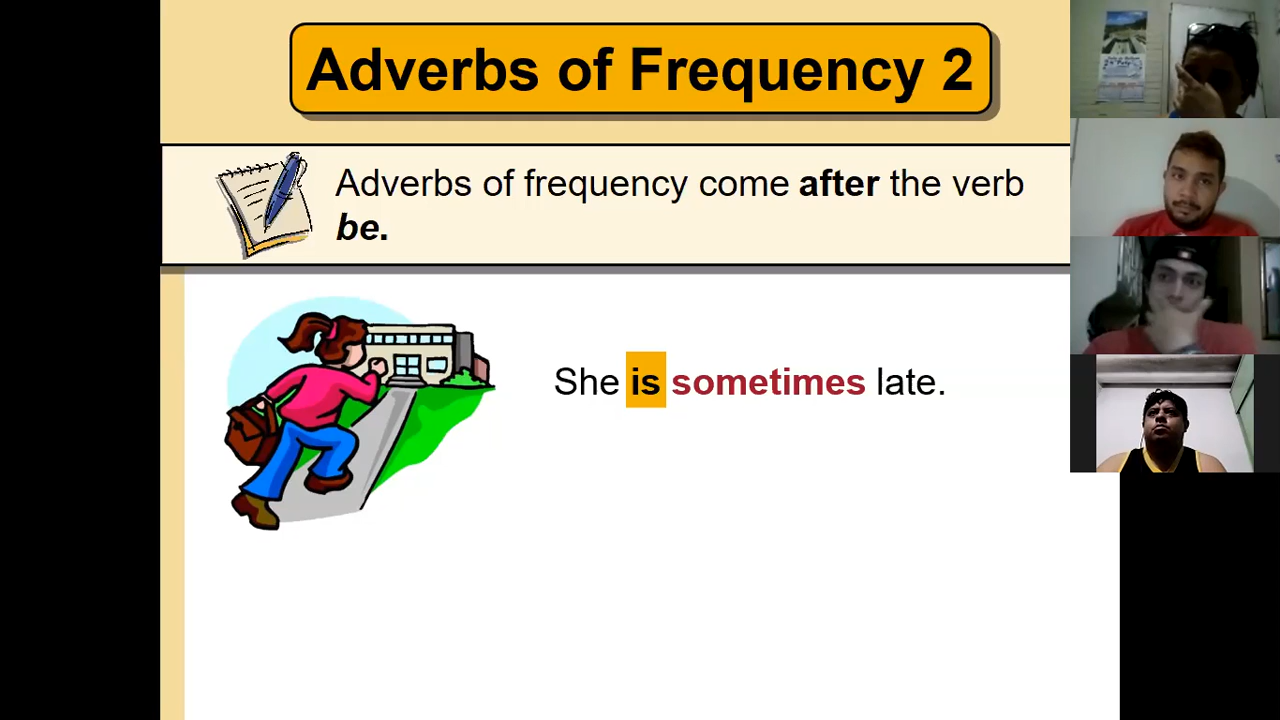 Adverbs of Frequency 2
Adverbs of frequency come after the verb
be.
She is sometimes late.